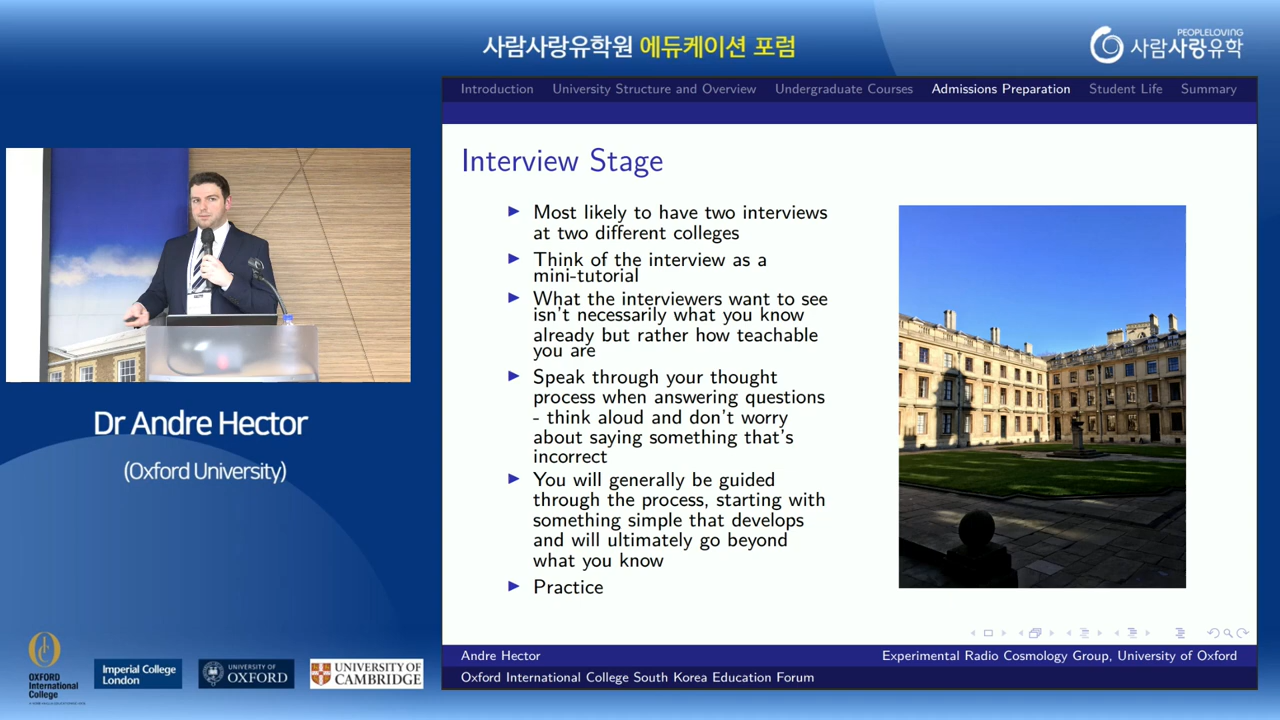 사람사랑유학원 에듀케이션 포럼
PEOPLELOVING
사람사랑유학
Introduction University Structure and Overview Undergraduate Courses Admissions Preparation Student Life Summary
Interview Stage
Most likely to have two interviews
at two different colleges
Think of the interview as a
mini-tutorial
What the interviewers want to see
isn't necessarily what you know
already but rather how teachable
you are
Speak through your thought
process when answering questions
- think aloud and don't worry
about saying something that's
incorrect
You will generally be guided
through the process, starting with
something simple that develops
and will ultimately go beyond
what you know
Practice
Dr Andre Hector
(Oxford University)
OXFORD
International
College
Imperial College
London
UNIVERSITY OF
OXFORD
UNIVERSITY OF
CAMBRIDGE
Andre Hector Experimental Radio Cosmology Group, University of Oxford
Oxford International College South Korea Education Forum